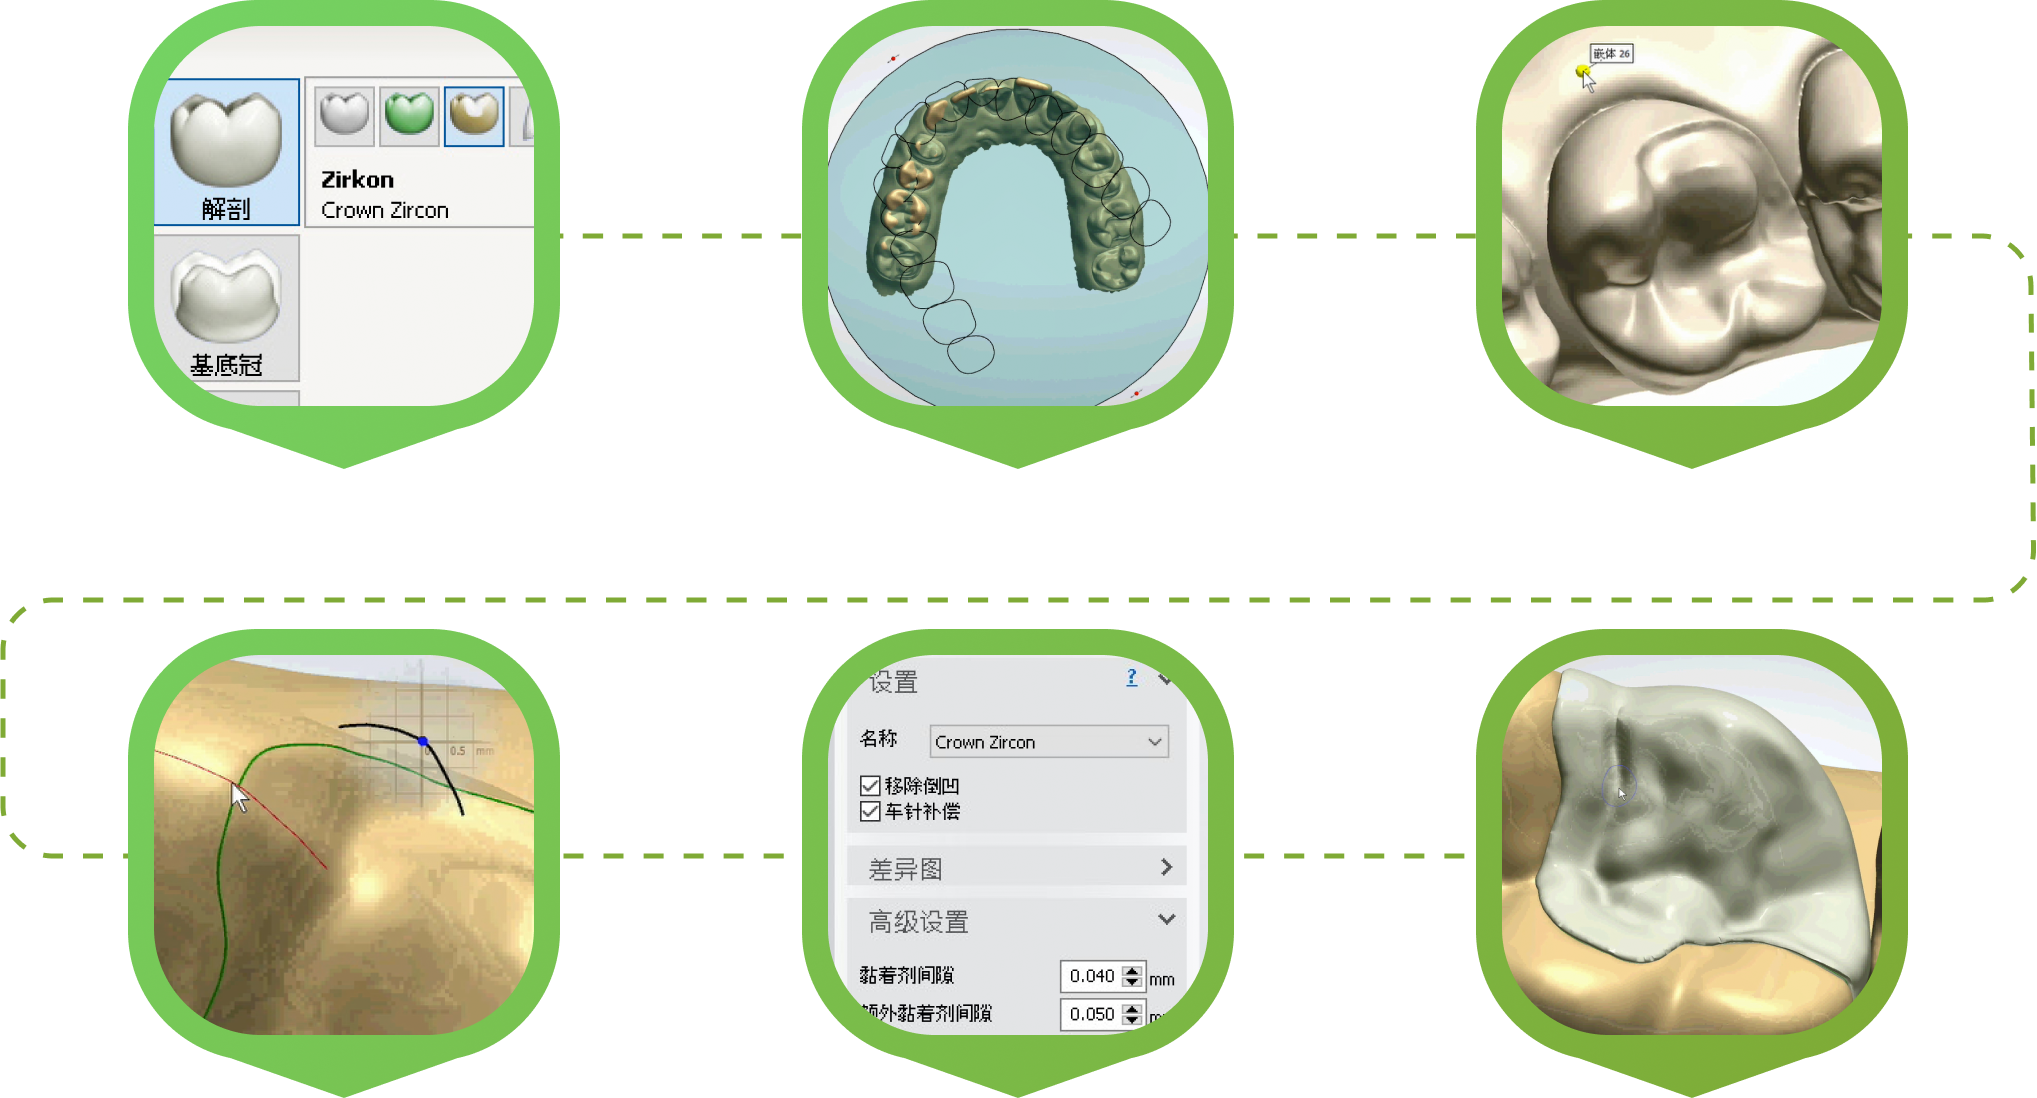 Zirkon
Crown Zircon
解剖
基底冠
嵌体 26
0.5 mm
设置 ?
名称 Crown Zircon
移除倒凹
车针补偿
差异图
高级设置
黏着剂间隙 0.040 mm
额外黏着剂间隙 0.050